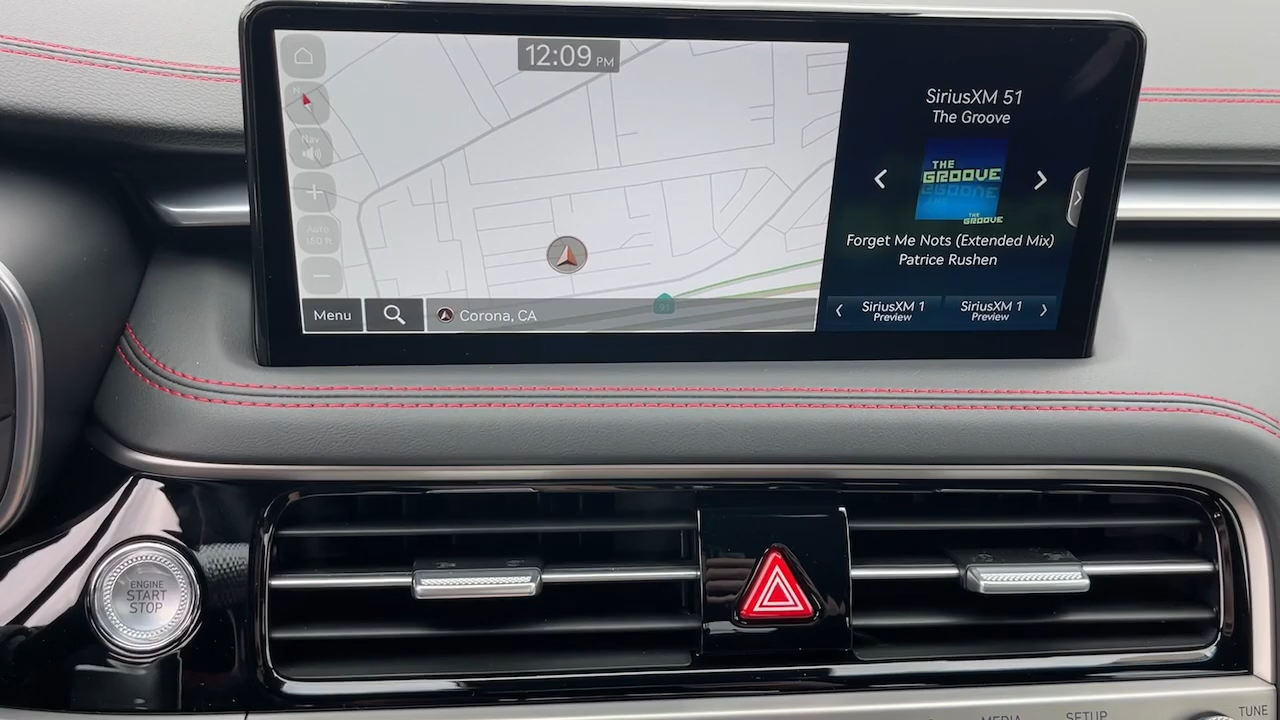 12:09 PM
N
Nav
Auto
150 ft
Menu
Corona, CA
51
SiriusXM 51
The Groove
THE
GROOVE
THE
GROOVE
Forget Me Nots (Extended Mix)
Patrice Rushen
SiriusXM 1
Preview
SiriusXM 1
Preview
ENGINE
START
STOP
MEDIA
SETUP
TUNE